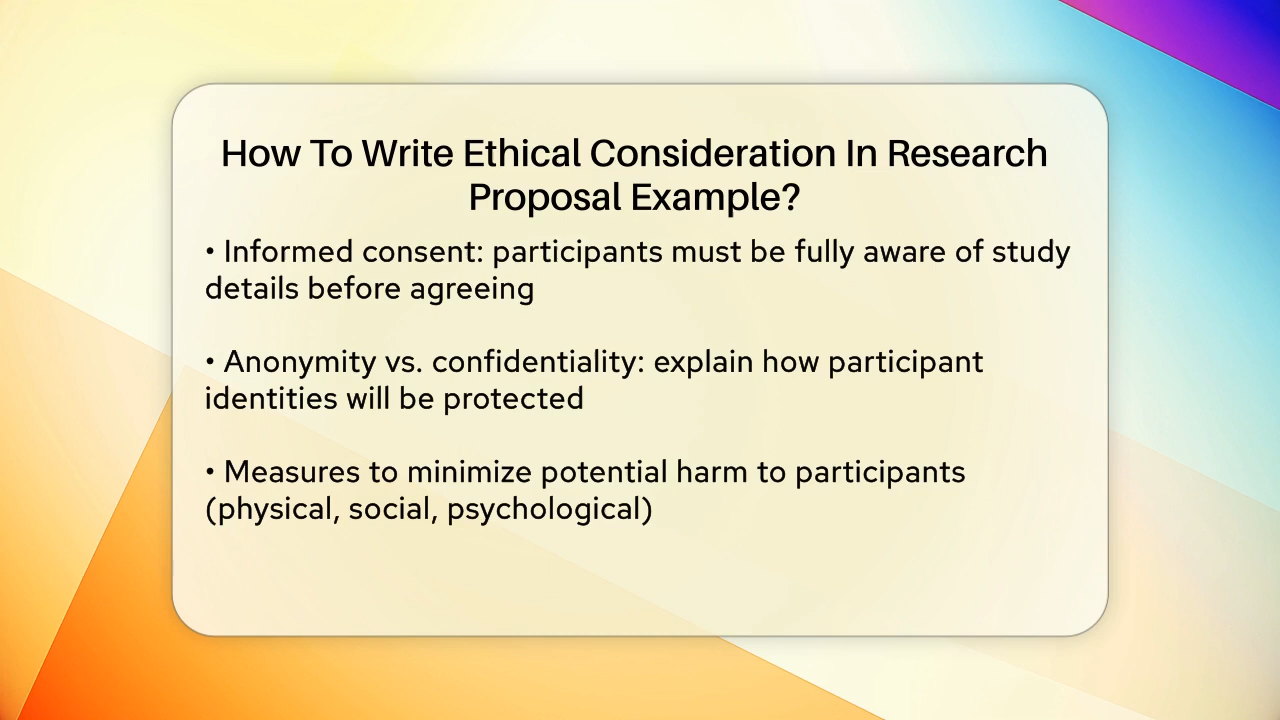 How To Write Ethical Consideration In Research
Proposal Example?
• Informed consent: participants must be fully aware of study
details before agreeing
• Anonymity vs. confidentiality: explain how participant
identities will be protected
• Measures to minimize potential harm to participants
(physical, social, psychological)